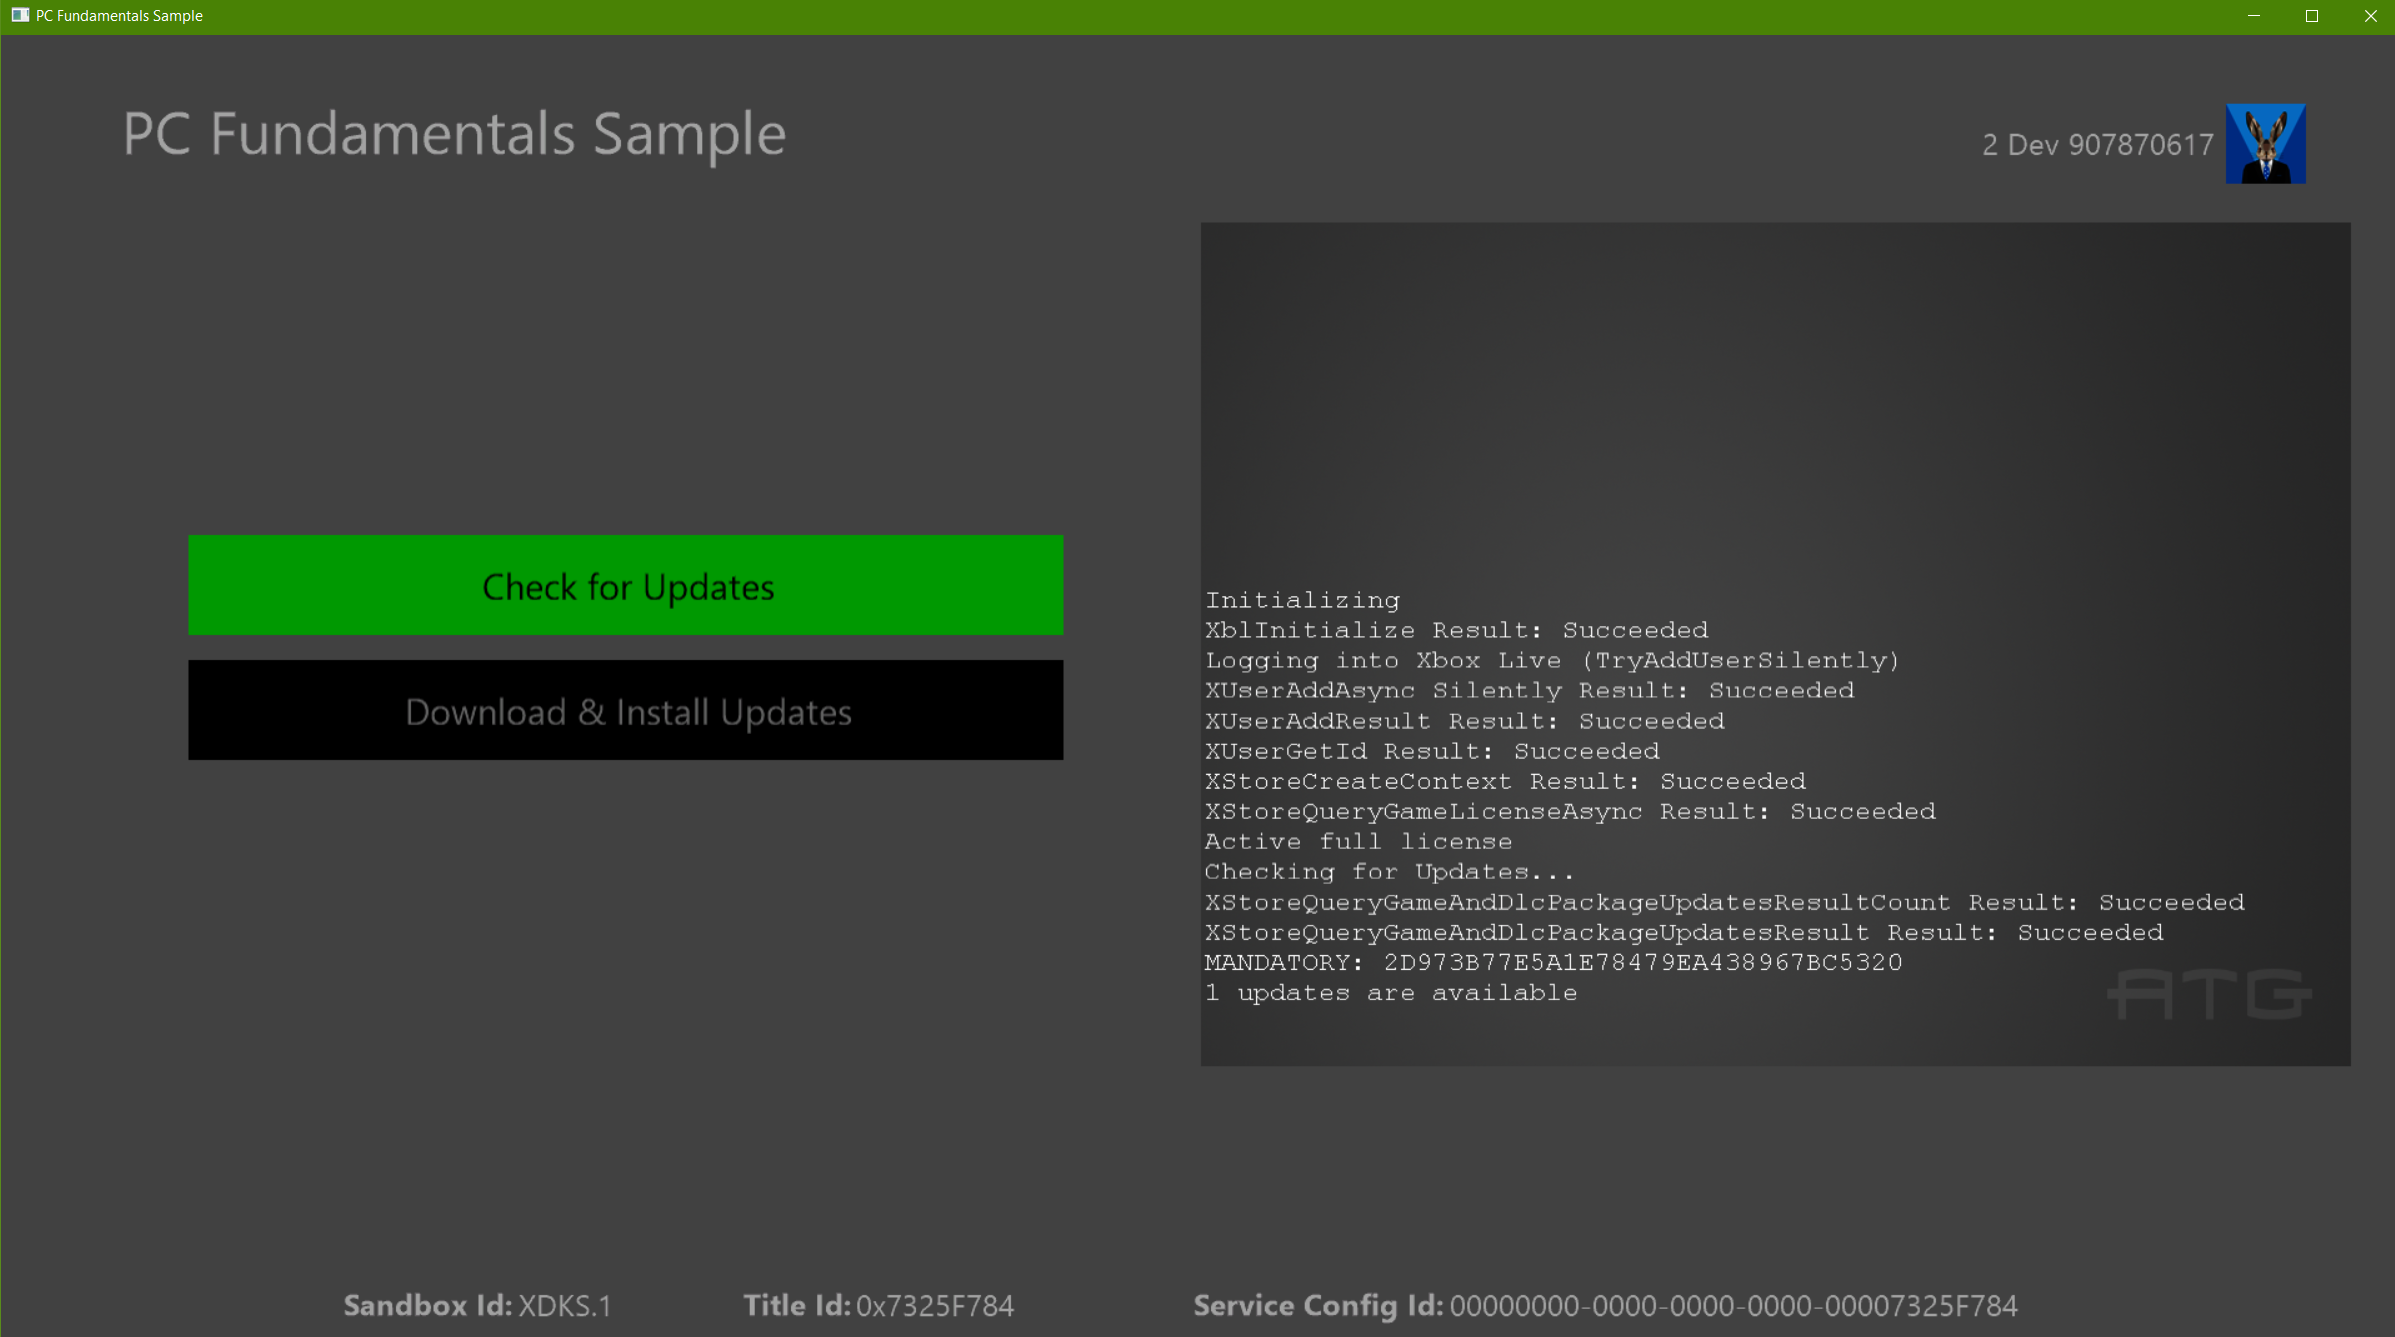 PC Fundamentals Sample
PC Fundamentals Sample
2 Dev 907870617
Check for Updates
Download & Install Updates
Initializing
XblInitialize Result: Succeeded
Logging into Xbox Live (TryAddUserSilently)
XUserAddAsync Silently Result: Succeeded
XUserAddResult Result: Succeeded
XUserGetId Result: Succeeded
XStoreCreateContext Result: Succeeded
XStoreQueryGameLicenseAsync Result: Succeeded
Active full license
Checking for Updates...
XStoreQueryGameAndDlcPackageUpdatesResultCount Result: Succeeded
XStoreQueryGameAndDlcPackageUpdatesResult Result: Succeeded
MANDATORY: 2D973B77E5A1E78479EA438967BC5320
1 updates are available
ATG
Sandbox Id: XDKS.1
Title Id: 0x7325F784
Service Config Id: 00000000-0000-0000-0000-00007325F784